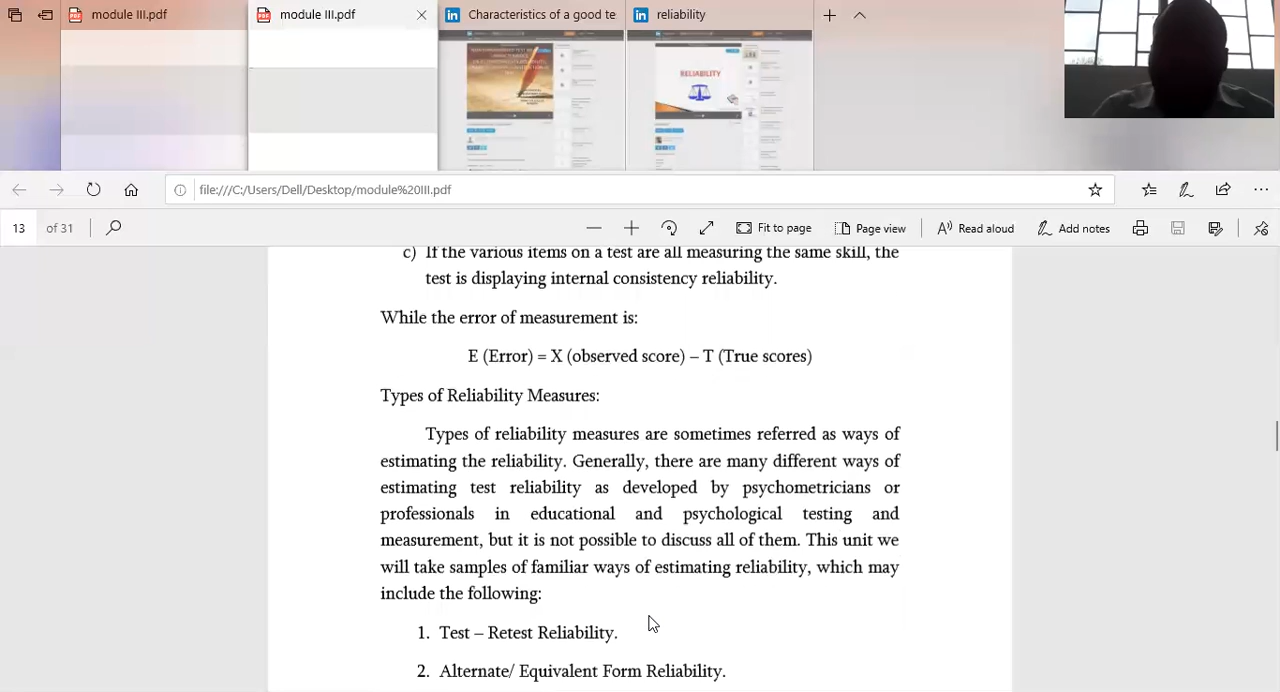 module III.pdf
module III.pdf
Characteristics of a good te
reliability
RELIABILITY
file:///C:/Users/Dell/Desktop/module%20III.pdf
13 of 31
Fit to page
Page view
Read aloud
Add notes
c) If the various items on a test are all measuring the same skill, the
test is displaying internal consistency reliability.
While the error of measurement is:
E (Error) = X (observed score) – T (True scores)
Types of Reliability Measures:
Types of reliability measures are sometimes referred as ways of
estimating the reliability. Generally, there are many different ways of
estimating test reliability as developed by psychometricians or
professionals in educational and psychological testing and
measurement, but it is not possible to discuss all of them. This unit we
will take samples of familiar ways of estimating reliability, which may
include the following:
1. Test – Retest Reliability.
2. Alternate/ Equivalent Form Reliability.